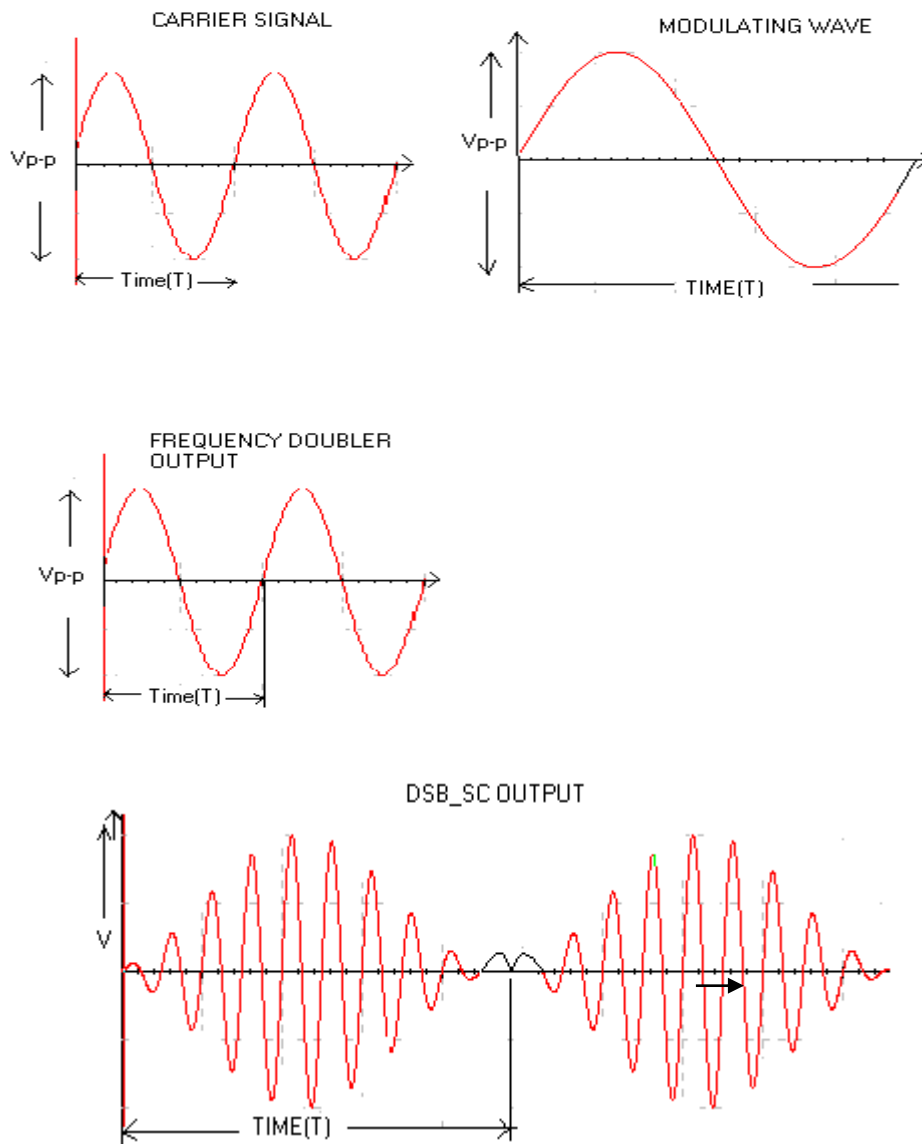 CARRIER SIGNAL
MODULATING WAVE
Vp-p
Vp-p
Time(T)
TIME(T)
FREQUENCY DOUBLER
OUTPUT
Vp-p
Time(T)
DSB_SC OUTPUT
V
TIME(T)